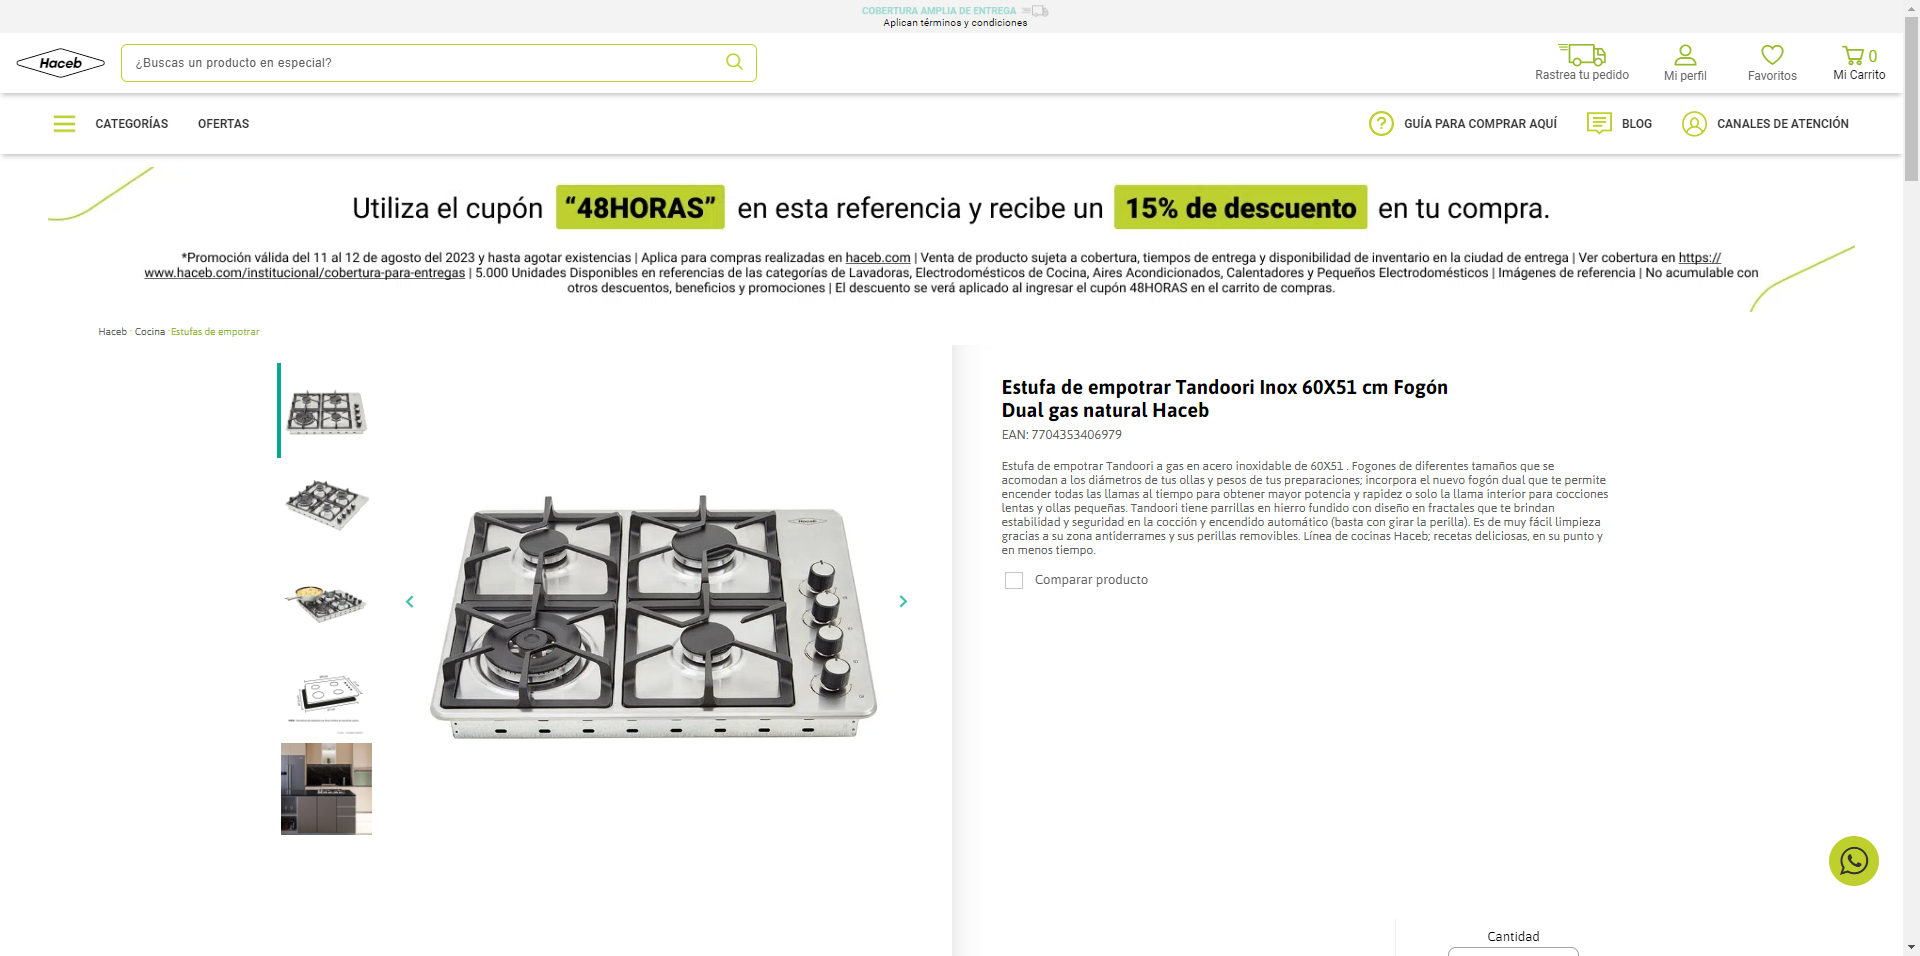 COBERTURA AMPLIA DE ENTREGA
Aplican términos y condiciones
Haceb
¿Buscas un producto en especial?
Rastrea tu pedido
Mi perfil
Favoritos
0
Mi Carrito
CATEGORÍAS
OFERTAS
GUÍA PARA COMPRAR AQUÍ
BLOG
CANALES DE ATENCIÓN
Utiliza el cupón “48HORAS” en esta referencia y recibe un 15% de descuento en tu compra.
*Promoción válida del 11 al 12 de agosto del 2023 y hasta agotar existencias | Aplica para compras realizadas en haceb.com | Venta de producto sujeta a cobertura, tiempos de entrega y disponibilidad de inventario en la ciudad de entrega | Ver cobertura en https://
www.haceb.com/institucional/cobertura-para-entregas | 5.000 Unidades Disponibles en referencias de las categorías de Lavadoras, Electrodomésticos de Cocina, Aires Acondicionados, Calentadores y Pequeños Electrodomésticos | Imágenes de referencia | No acumulable con
otros descuentos, beneficios y promociones | El descuento se verá aplicado al ingresar el cupón 48HORAS en el carrito de compras.
Haceb · Cocina · Estufas de empotrar
Estufa de empotrar Tandoori Inox 60X51 cm Fogón
Dual gas natural Haceb
EAN: 7704353406979
Estufa de empotrar Tandoori a gas en acero inoxidable de 60X51 . Fogones de diferentes tamaños que se
acomodan a los diámetros de tus ollas y pesos de tus preparaciones; incorpora el nuevo fogón dual que te permite
encender todas las llamas al tiempo para obtener mayor potencia y rapidez o solo la llama interior para cocciones
lentas y ollas pequeñas. Tandoori tiene parrillas en hierro fundido con diseño en fractales que te brindan
estabilidad y seguridad en la cocción y encendido automático (basta con girar la perilla). Es de muy fácil limpieza
gracias a su zona antiderrames y sus perillas removibles. Línea de cocinas Haceb; recetas deliciosas, en su punto y
en menos tiempo.
Comparar producto
Haceb
Cantidad